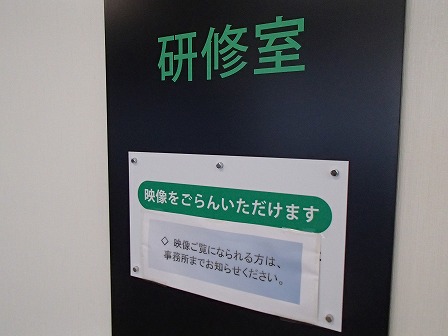 研修室
映像をごらんいただけます
◇ 映像ご覧になられる方は、
事務所までお知らせください。